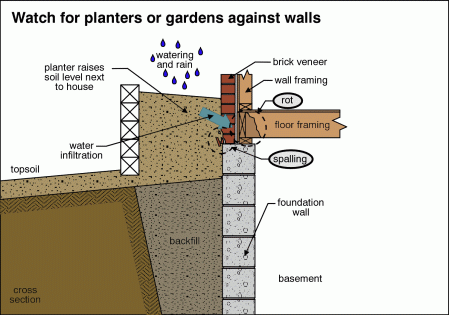 Watch for planters or gardens against walls
watering
and rain
planter raises
soil level next
to house
brick veneer
wall framing
rot
floor framing
water
infiltration
spalling
topsoil
foundation
wall
backfill
basement
cross
section